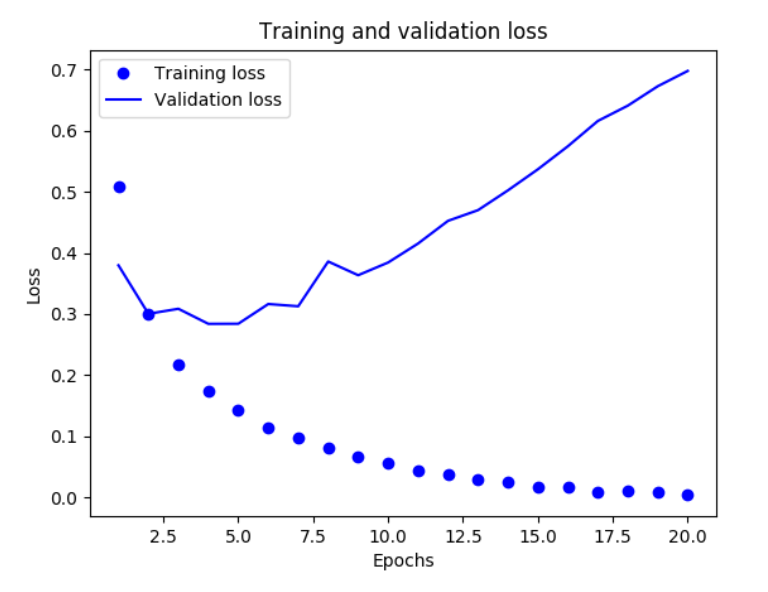 Training and validation loss
Training loss
Validation loss
0.7
0.6
0.5
0.4
0.3
0.2
0.1
0.0
Loss
2.5 5.0 7.5 10.0 12.5 15.0 17.5 20.0
Epochs